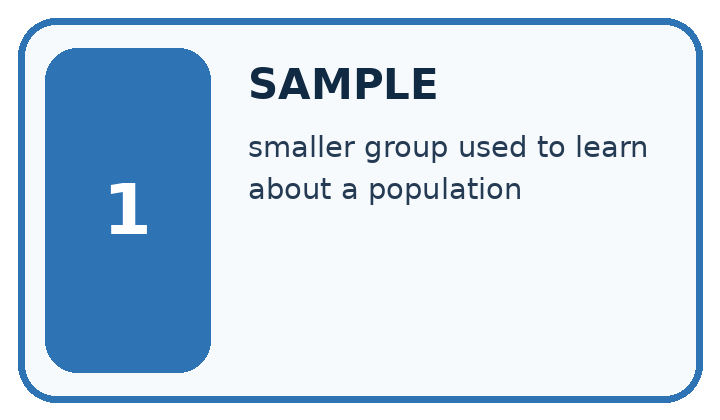 1
SAMPLE
smaller group used to learn
about a population